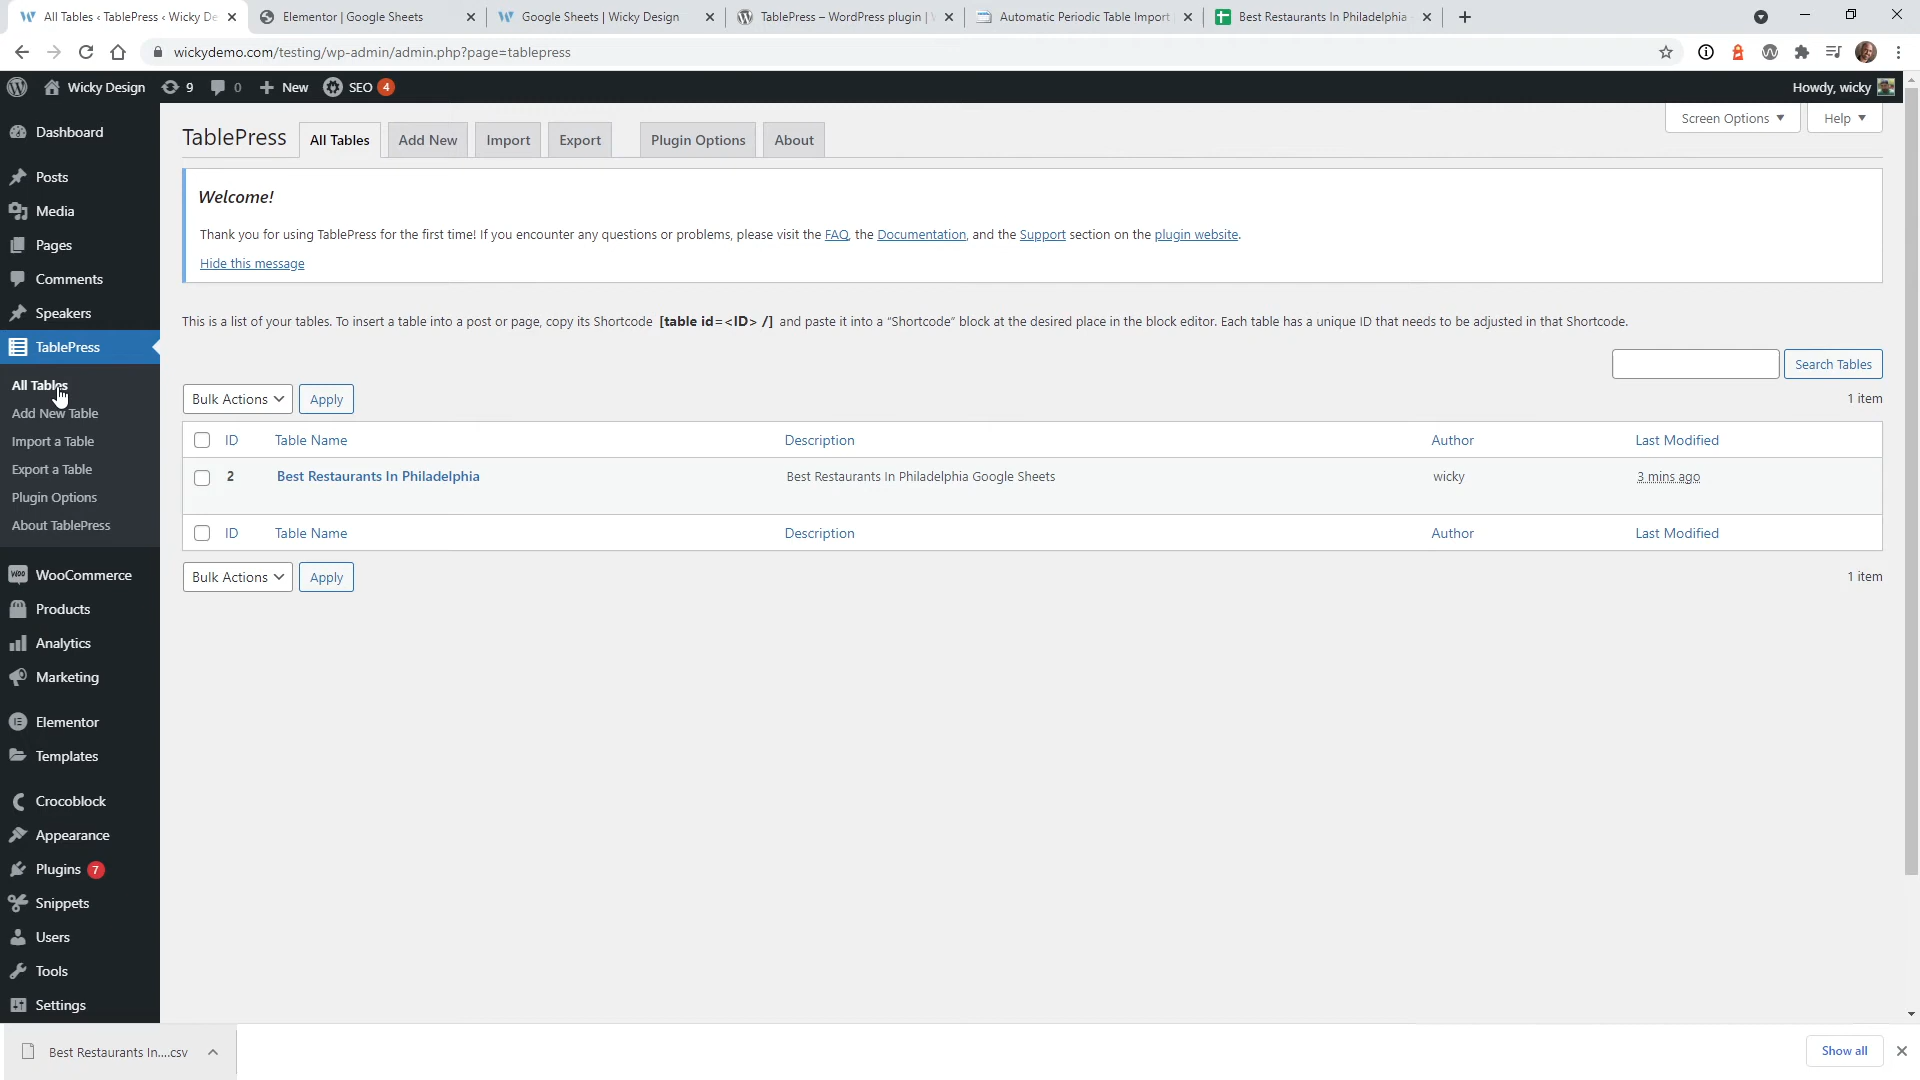 All Tables ‹ TablePress ‹ Wicky De
Elementor | Google Sheets
Google Sheets | Wicky Design
TablePress – WordPress plugin |
Automatic Periodic Table Import
Best Restaurants In Philadelphia
wickydemo.com/testing/wp-admin/admin.php?page=tablepress
Wicky Design
9
0
New
SEO 4
Howdy, wicky
Dashboard
Posts
Media
Pages
Comments
Speakers
TablePress
All Tables
Add New Table
Import a Table
Export a Table
Plugin Options
About TablePress
WooCommerce
Products
Analytics
Marketing
Elementor
Templates
Crocoblock
Appearance
Plugins 7
Snippets
Users
Tools
Settings
TablePress
All Tables
Add New
Import
Export
Plugin Options
About
Screen Options
Help
Welcome!
Thank you for using TablePress for the first time! If you encounter any questions or problems, please visit the FAQ, the Documentation, and the Support section on the plugin website.
Hide this message
This is a list of your tables. To insert a table into a post or page, copy its Shortcode [table id=<ID> /] and paste it into a “Shortcode” block at the desired place in the block editor. Each table has a unique ID that needs to be adjusted in that Shortcode.
Search Tables
Bulk Actions
Apply
1 item
ID Table Name Description Author Last Modified
2 Best Restaurants In Philadelphia Best Restaurants In Philadelphia Google Sheets wicky 3 mins ago
ID Table Name Description Author Last Modified
Bulk Actions
Apply
1 item
Best Restaurants In....csv
Show all